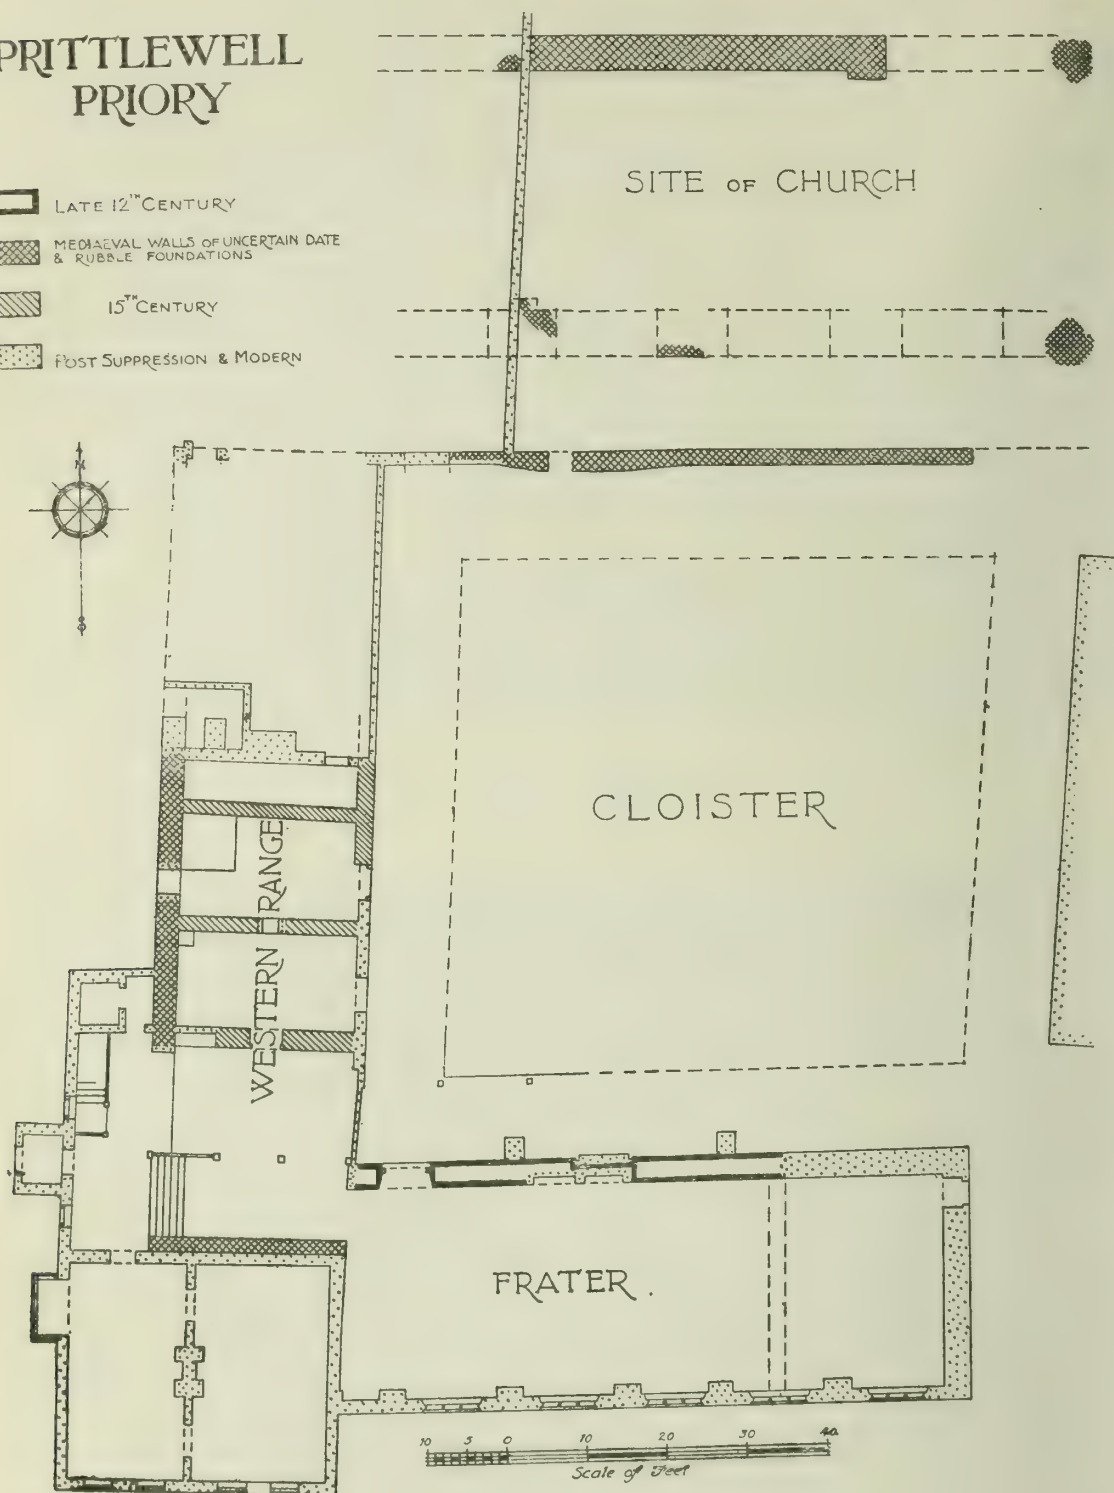 PRITTLEWELL
PRIORY
LATE 12TH CENTURY
MEDIAEVAL WALLS OF UNCERTAIN DATE
& RUBBLE FOUNDATIONS
15TH CENTURY
POST SUPPRESSION & MODERN
SITE OF CHURCH
N
S
CLOISTER
WESTERN RANGE
FRATER.
10 5 0 10 20 30 40
Scale of Feet